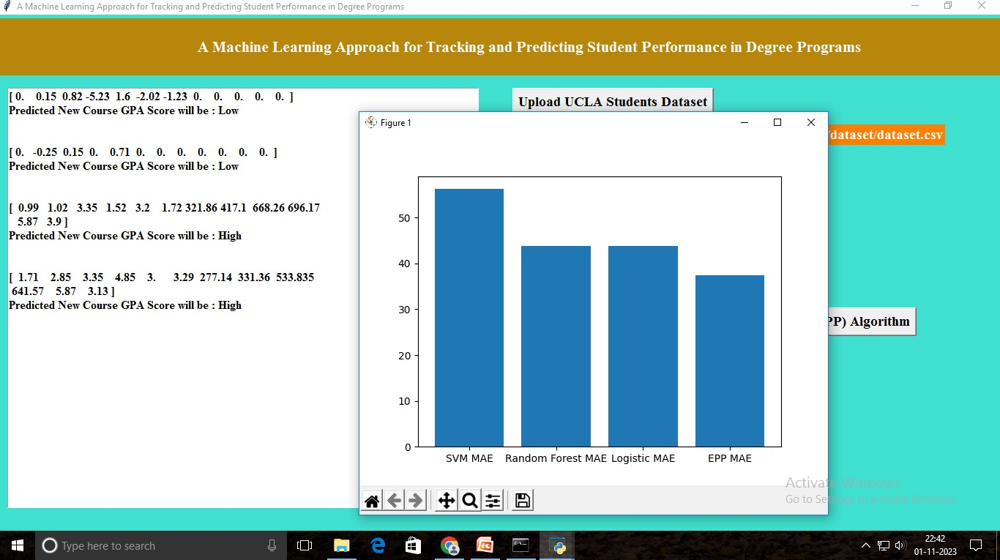 A Machine Learning Approach for Tracking and Predicting Student Performance in Degree Programs
A Machine Learning Approach for Tracking and Predicting Student Performance in Degree Programs
[ 0. 0.15 0.82 -5.23 1.6 -2.02 -1.23 0. 0. 0. 0. 0. ]
Predicted New Course GPA Score will be : Low
[ 0. -0.25 0.15 0. 0.71 0. 0. 0. 0. 0. 0. 0. ]
Predicted New Course GPA Score will be : Low
[ 0.99 1.02 3.35 1.52 3.2 1.72 321.86 417.1 668.26 696.17
5.87 3.9 ]
Predicted New Course GPA Score will be : High
[ 1.71 2.85 3.35 4.85 3. 3.29 277.14 331.36 533.835
641.57 5.87 3.13 ]
Predicted New Course GPA Score will be : High
Upload UCLA Students Dataset
/dataset/dataset.csv
PP) Algorithm
Figure 1
50
40
30
20
10
0
SVM MAE Random Forest MAE Logistic MAE EPP MAE
Activate Windows
Go to Settings to activate Windows.
Type here to search
22:42
01-11-2023